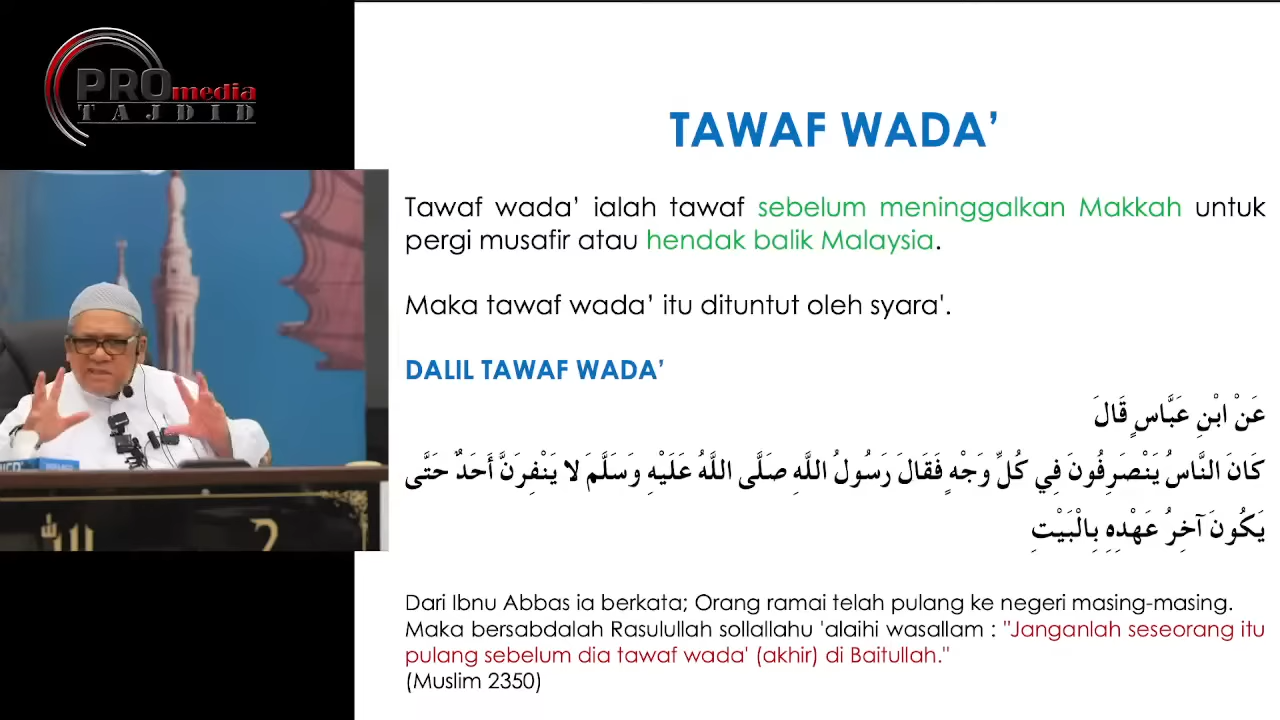 PROmedia
TAJDID
TAWAF WADA’
Tawaf wada’ ialah tawaf sebelum meninggalkan Makkah untuk
pergi musafir atau hendak balik Malaysia.
Maka tawaf wada’ itu dituntut oleh syara'.
DALIL TAWAF WADA’
عَنْ ابْنِ عَبَّاسٍ قَالَ
كَانَ النَّاسُ يَنْصَرِفُونَ فِي كُلِّ وَجْهٍ فَقَالَ رَسُولُ اللَّهِ صَلَّى اللَّهُ عَلَيْهِ وَسَلَّمَ لا يَنْفِرَنَّ أَحَدٌ حَتَّى
يَكُونَ آخِرُ عَهْدِهِ بِالْبَيْتِ
Dari Ibnu Abbas ia berkata; Orang ramai telah pulang ke negeri masing-masing.
Maka bersabdalah Rasulullah sollallahu 'alaihi wasallam : "Janganlah seseorang itu
pulang sebelum dia tawaf wada' (akhir) di Baitullah."
(Muslim 2350)